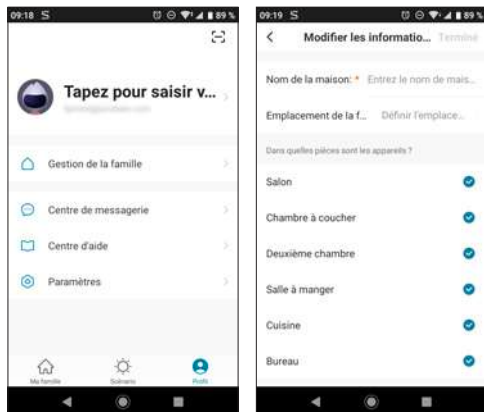 09:18 S 89 %
Tapez pour saisir v...
Gestion de la famille
Centre de messagerie
Centre d'aide
Paramètres
Ma famille Scénario Profil
09:19 S 89 %
Modifier les informatio... Terminé
Nom de la maison: * Entrez le nom de mais...
Emplacement de la f... Définir l'emplace...
Dans quelles pièces sont les appareils ?
Salon
Chambre à coucher
Deuxième chambre
Salle à manger
Cuisine
Bureau